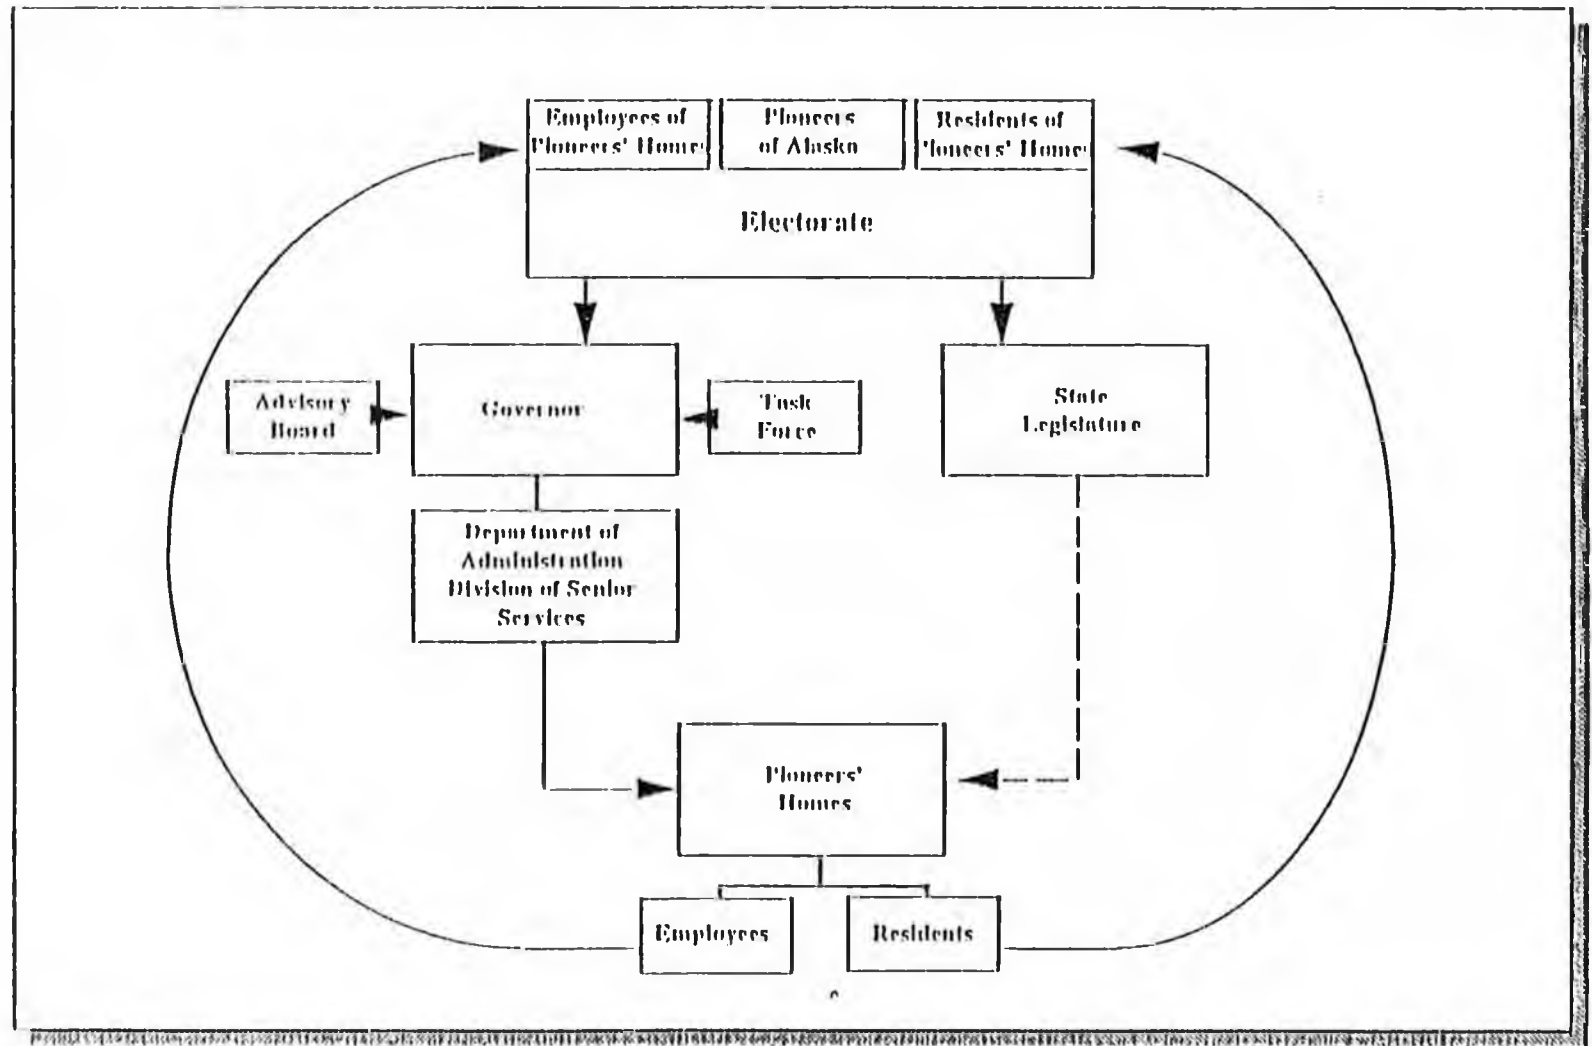 Employees of
Pioneers' Home
Pioneers
of Alaska
Residents of
Pioneers' Home
Electorate
Advisory
Board
Governor
Task
Force
State
Legislature
Department of
Administration
Division of Senior
Services
Pioneers'
Homes
Employees
Residents